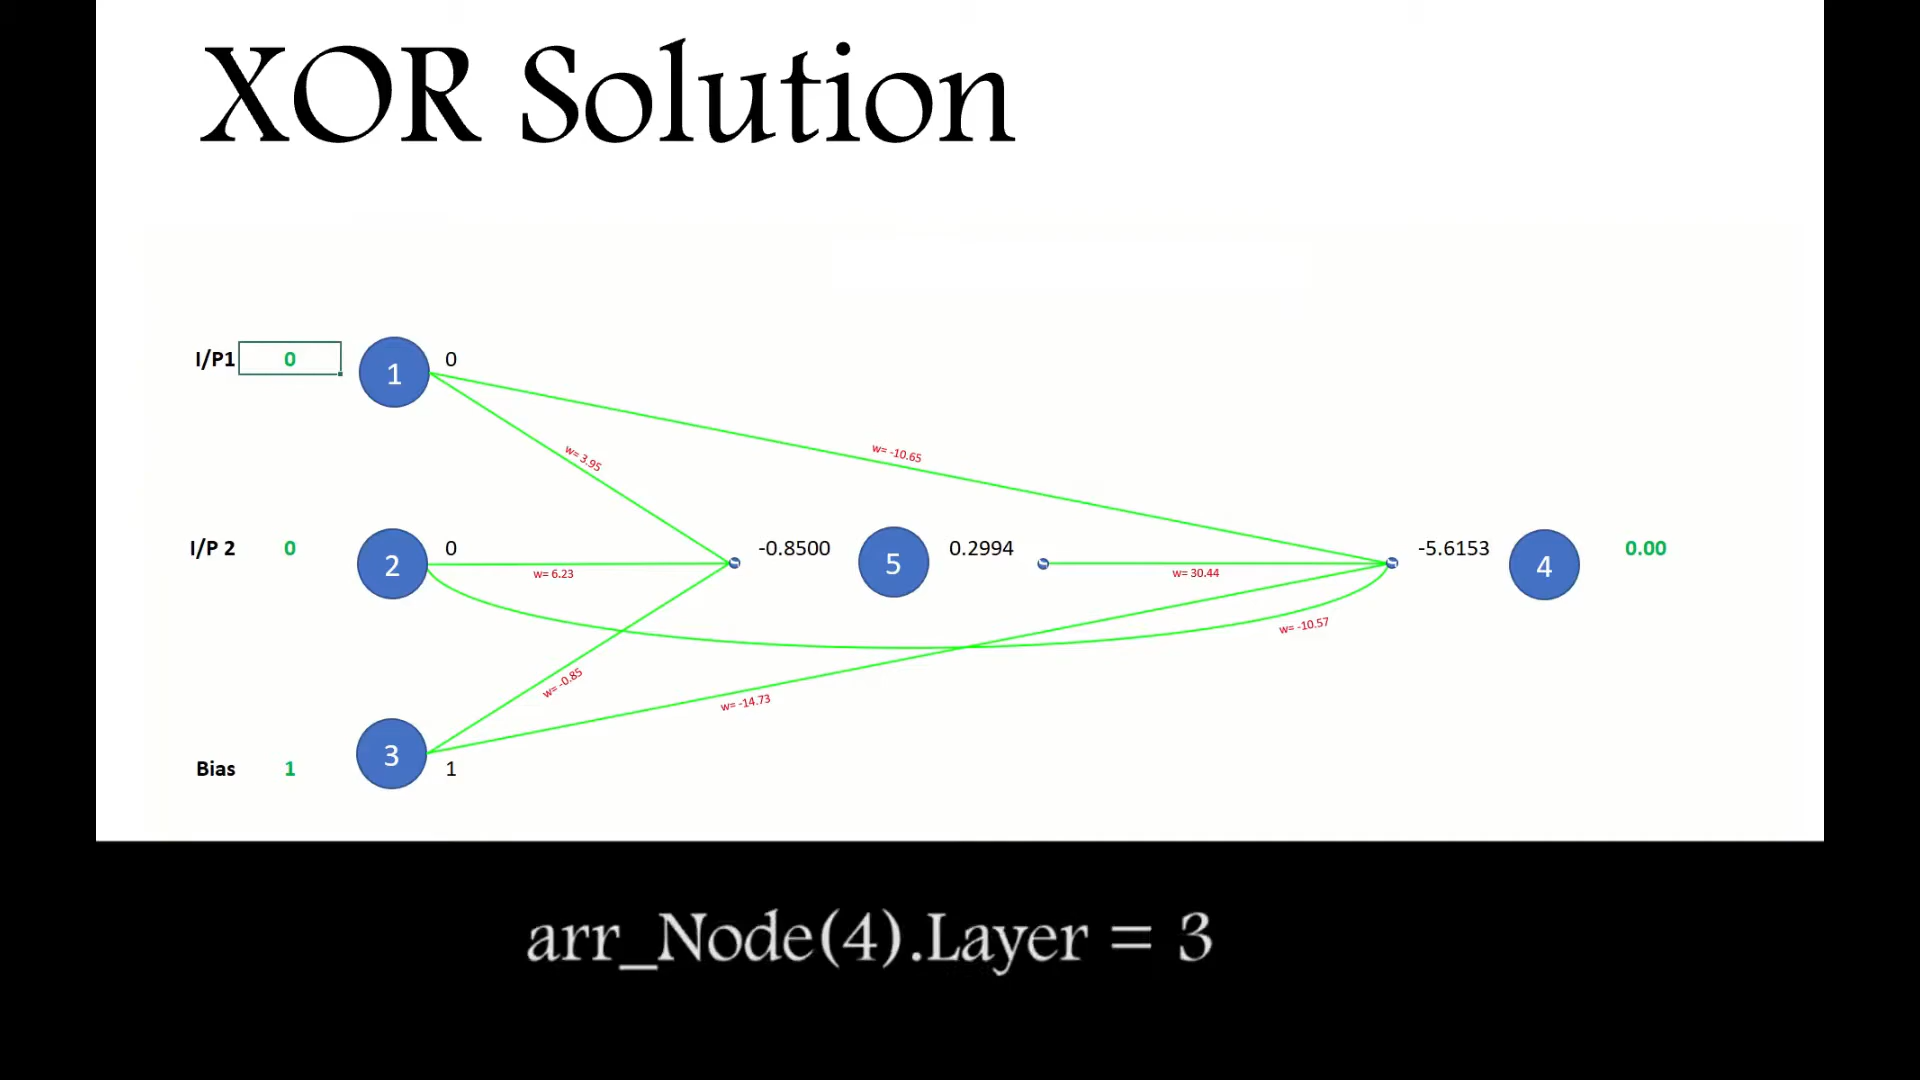 XOR Solution
I/P1 0 1 0
w= 3.95
w= -10.65
I/P 2 0 2 0 -0.8500 5 0.2994 -5.6153 4 0.00
w= 6.23
w= 30.44
w= -10.57
w= -0.85
w= -14.73
Bias 1 3 1
arr_Node(4).Layer = 3